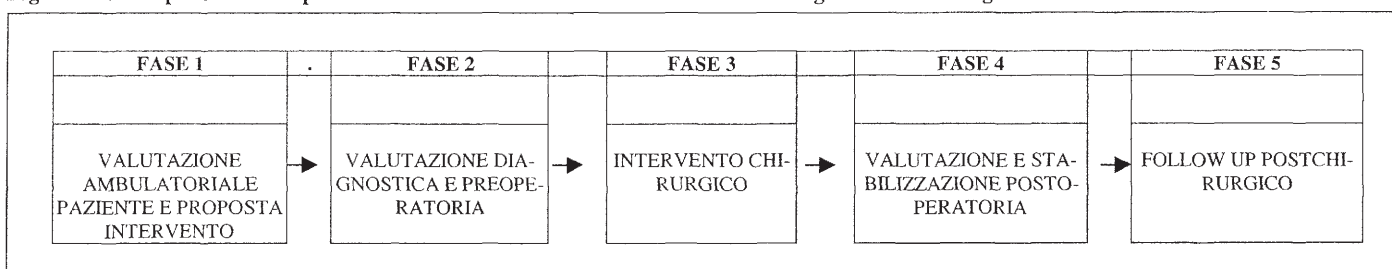 FASE 1 . FASE 2 FASE 3 FASE 4 FASE 5
VALUTAZIONE
AMBULATORIALE
PAZIENTE E PROPOSTA
INTERVENTO
VALUTAZIONE DIA-
GNOSTICA E PREOPE-
RATORIA
INTERVENTO CHI-
RURGICO
VALUTAZIONE E STA-
BILIZZAZIONE POSTO-
PERATORIA
FOLLOW UP POSTCHI-
RURGICO